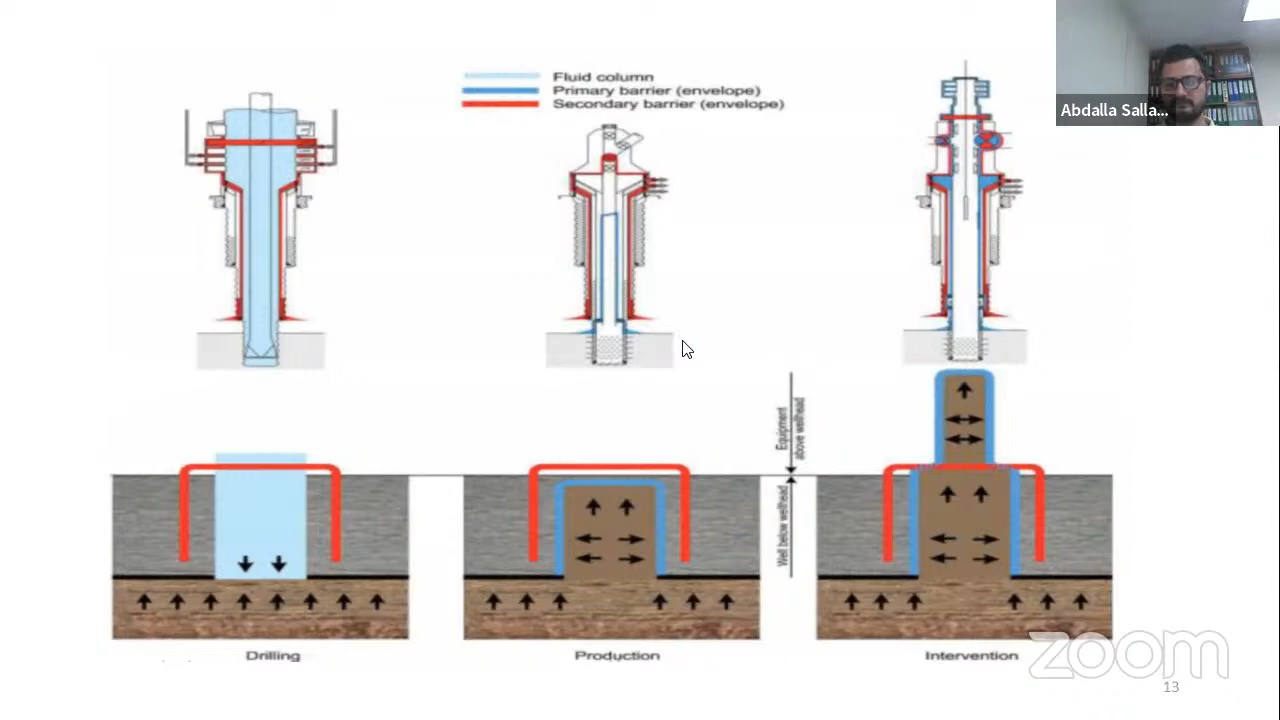 Abdalla Salla...
Fluid column
Primary barrier (envelope)
Secondary barrier (envelope)
Equipment
above wellhead
Well below wellhead
Drilling
Production
Intervention
zoom
13